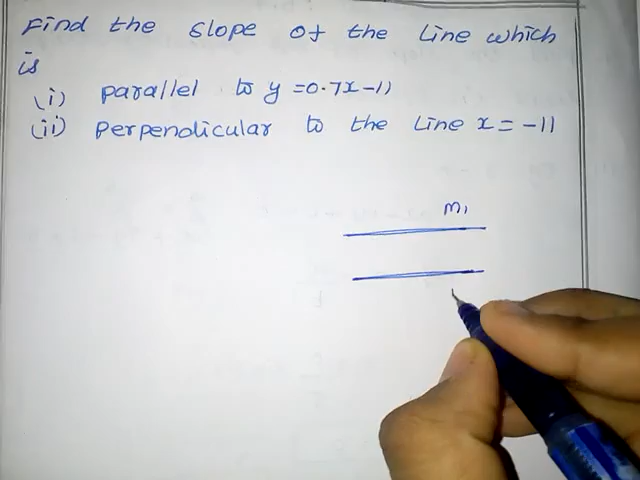 Find the slope of the line which
is
(i) parallel to y = 0.7x - 11
(ii) perpendicular to the line x = -11
m₁